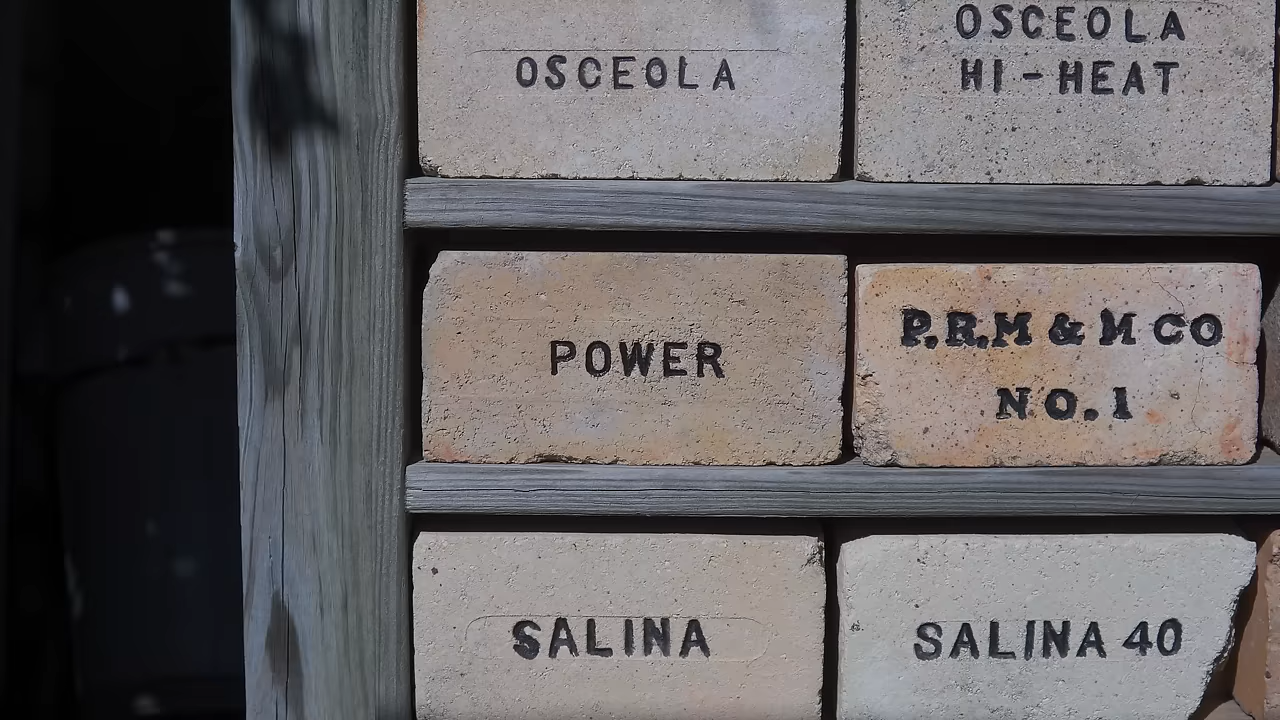 OSCEOLA
OSCEOLA
HI-HEAT
POWER
P.R.M & M CO
NO.1
SALINA
SALINA 40